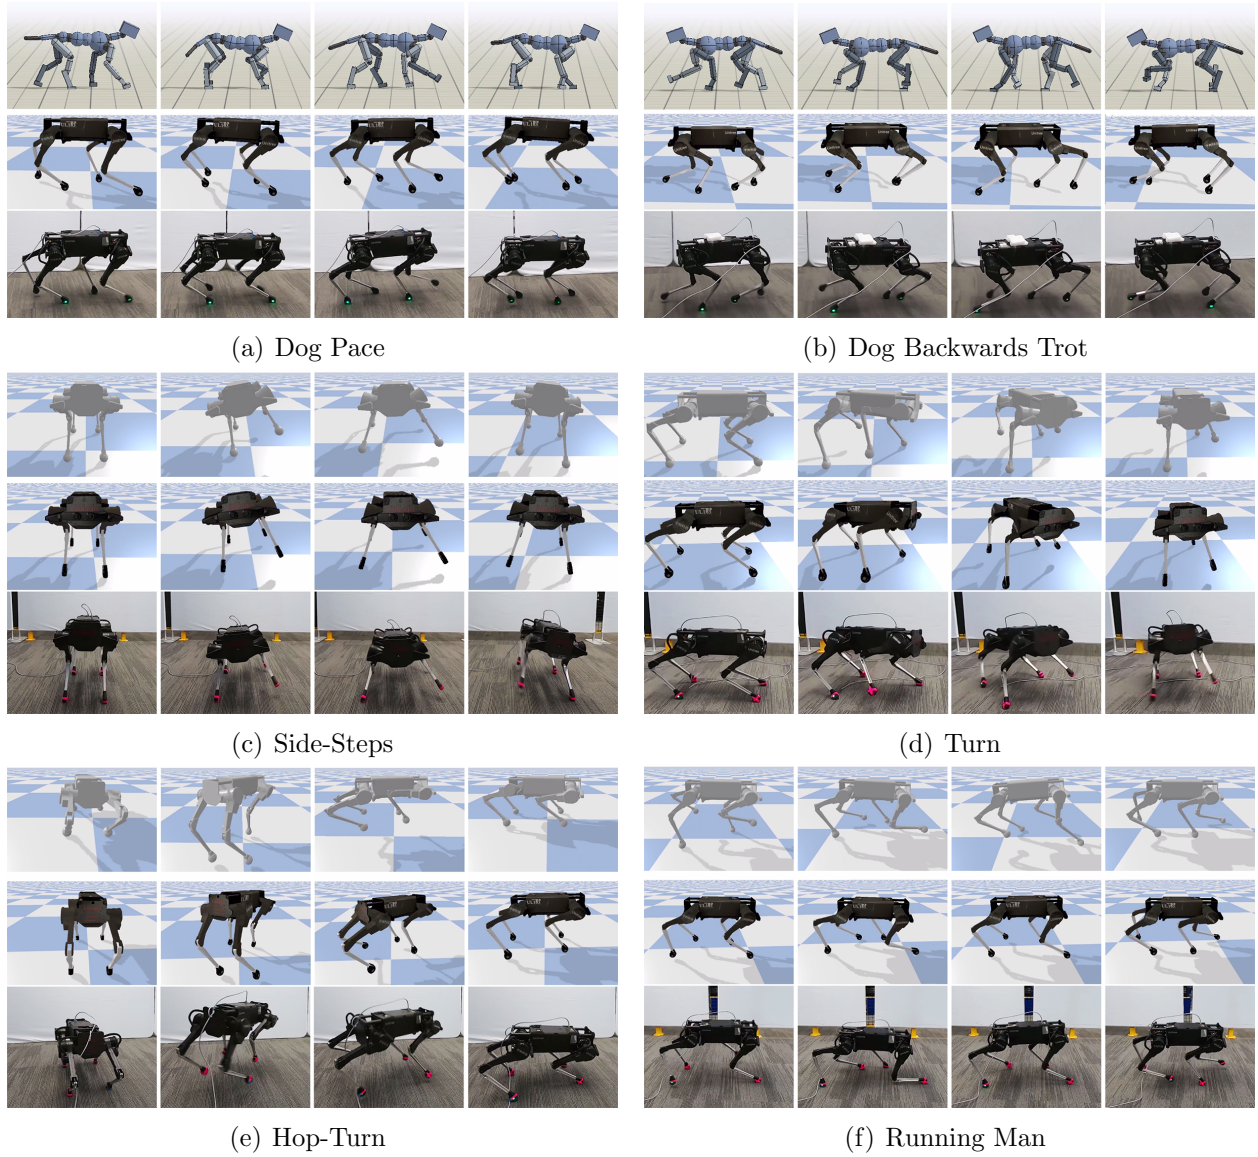 (a) Dog Pace
(b) Dog Backwards Trot
(c) Side-Steps
(d) Turn
(e) Hop-Turn
(f) Running Man